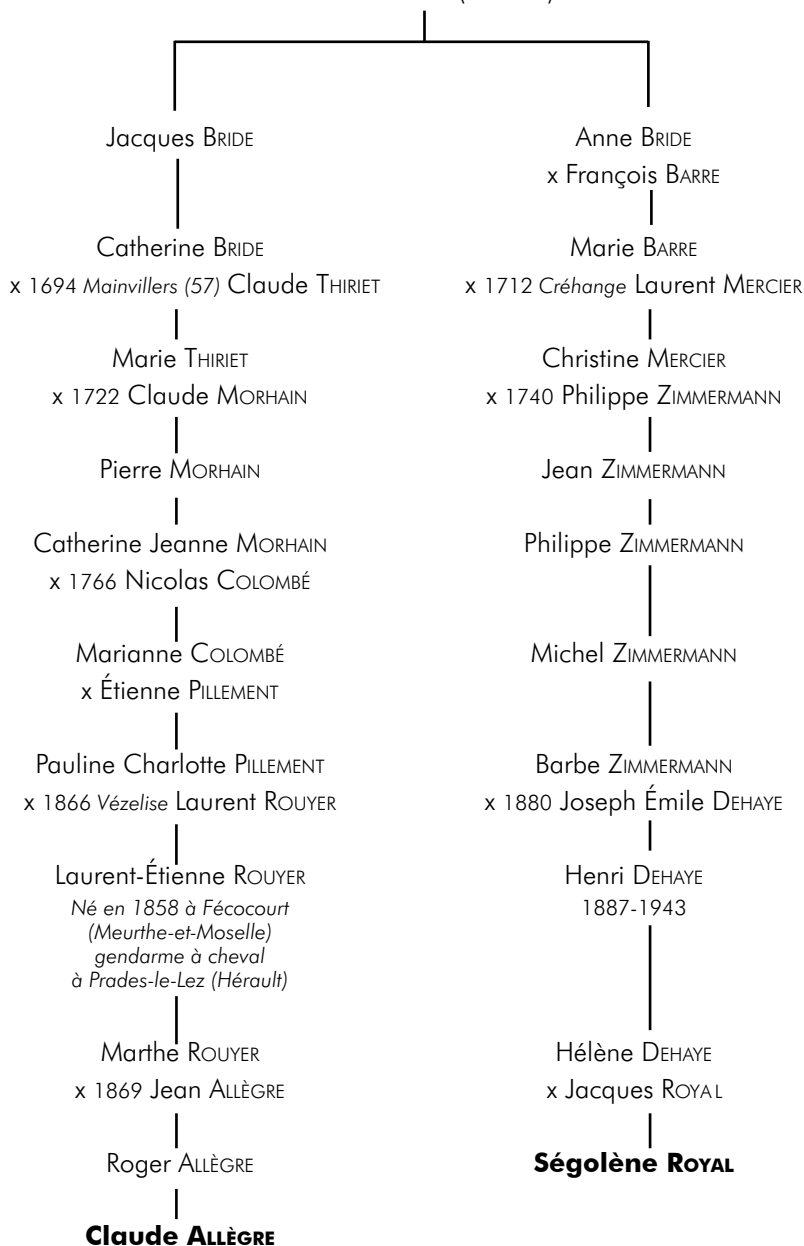 Jacques BRIDE
Catherine BRIDE
x 1694 Mainvillers (57) Claude THIRIET
Marie THIRIET
x 1722 Claude MORHAIN
Pierre MORHAIN
Catherine Jeanne MORHAIN
x 1766 Nicolas COLOMBÉ
Marianne COLOMBÉ
x Étienne PILLEMENT
Pauline Charlotte PILLEMENT
x 1866 Vézelise Laurent ROUYER
Laurent-Étienne ROUYER
Né en 1858 à Fécocourt
(Meurthe-et-Moselle)
gendarme à cheval
à Prades-le-Lez (Hérault)
Marthe ROUYER
x 1869 Jean ALLÈGRE
Roger ALLÈGRE
Claude ALLÈGRE
Anne BRIDE
x François BARRE
Marie BARRE
x 1712 Créhange Laurent MERCIER
Christine MERCIER
x 1740 Philippe ZIMMERMANN
Jean ZIMMERMANN
Philippe ZIMMERMANN
Michel ZIMMERMANN
Barbe ZIMMERMANN
x 1880 Joseph Émile DEHAYE
Henri DEHAYE
1887-1943
Hélène DEHAYE
x Jacques ROYAL
Ségolène ROYAL